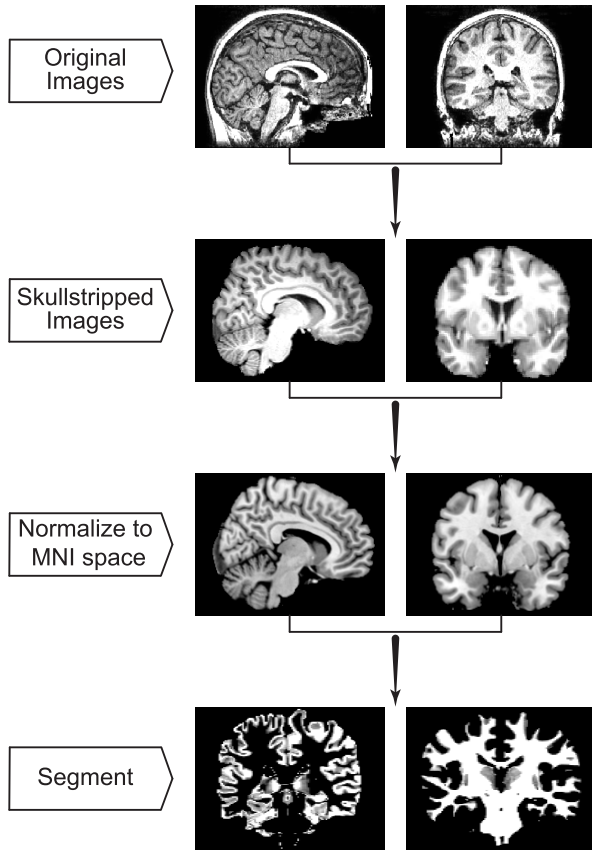 Original
Images
Skullstripped
Images
Normalize to
MNI space
Segment